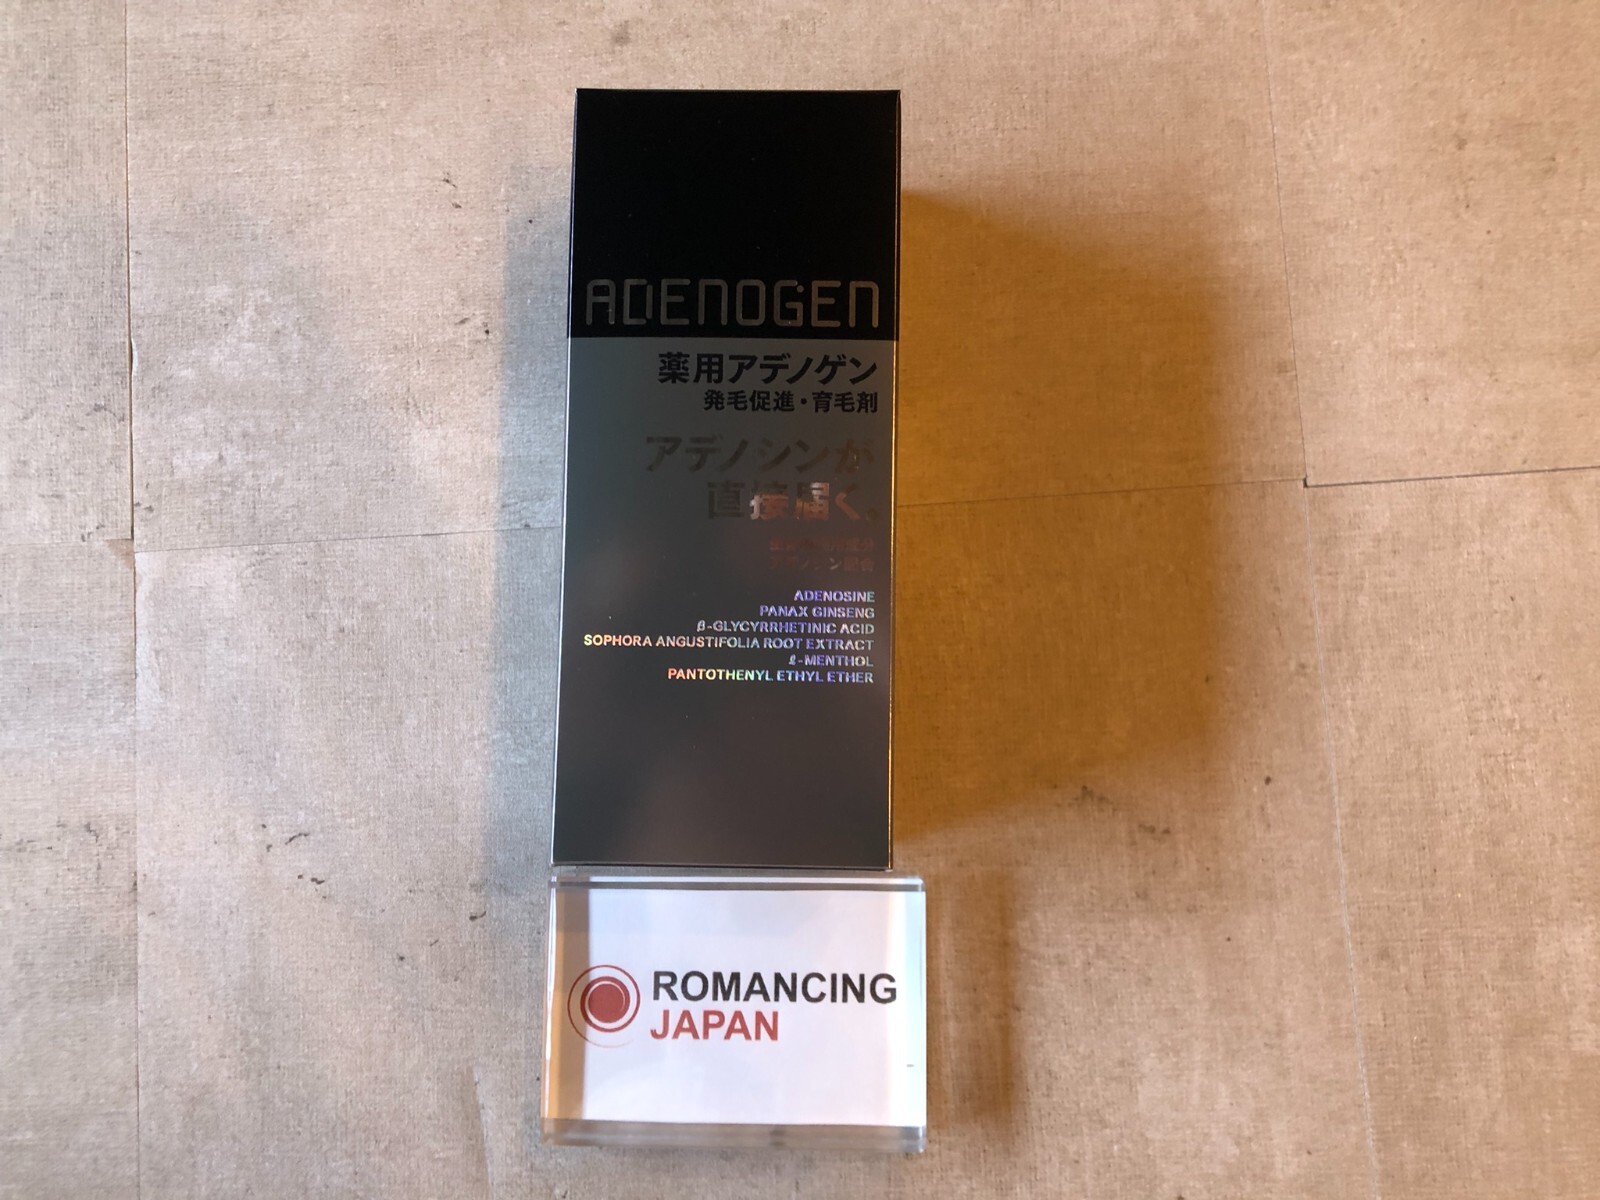 ADENOGEN
薬用アデノゲン
発毛促進・育毛剤
アデノシンが
直接届く。
ADENOSINE
PANAX GINSENG
β-GLYCYRRHETINIC ACID
SOPHORA ANGUSTIFOLIA ROOT EXTRACT
ℓ-MENTHOL
PANTOTHENYL ETHYL ETHER
ROMANCING
JAPAN